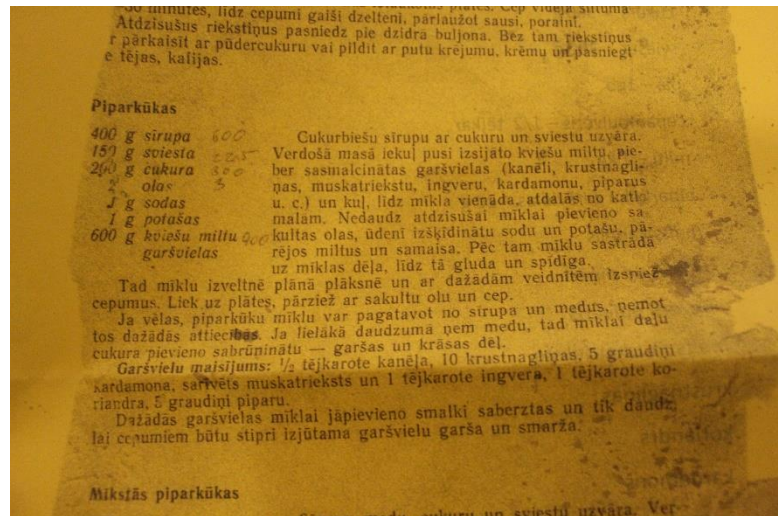 30 minūtes, līdz cepumi gaiši dzelteni, pārlaužot sausi, poraini.
Atdzisušus riekstiņus pasniedz pie dzidrā buljona. Bez tam riekstiņus
r pārkaisīt ar pūdercukuru vai pildīt ar putu krējumu, krēmu un pasniegt
e tējas, kafijas.
Piparkūkas
400 g sīrupa 600
150 g sviesta 225
200 g cukura 300
2 olas 3
1 g sodas
1 g potašas
600 g kviešu miltu 900
garšvielas
Cukurbiešu sīrupu ar cukuru un sviestu uzvāra.
Verdošā masā iekuļ pusi izsijāto kviešu miltu, pie-
ber sasmalcinātas garšvielas (kanēli, krustnagli-
ņas, muskatriekstu, ingveru, kardamonu, piparus
u. c.) un kuļ, līdz mīkla vienāda, atdalās no katl
malām. Nedaudz atdzisušai mīklai pievieno sa
kultas olas, ūdenī izšķīdinātu sodu un potašu, pā-
rējos miltus un samaisa. Pēc tam mīklu sastrādā
uz mīklas dēļa, līdz tā gluda un spīdīga.
Tad mīklu izveltnē plānā plāksnē un ar dažādām veidnītēm izspiež
cepumus. Liek uz plātes, pārziež ar sakultu olu un cep.
Ja vēlas, piparkūku mīklu var pagatavot no sīrupa un medus, ņemot
tos dažādās attiecībās. Ja lielākā daudzumā ņem medu, tad mīklai daļu
cukura pievieno sabrūninātu — garšas un krāsas dēļ.
Garšvielu maisījums: 1/2 tējkarote kanēļa, 10 krustnagliņas, 5 graudiņi
kardamona, sarīvēts muskatrieksts un 1 tējkarote ingvera, 1 tējkarote ko-
riandra, 5 graudiņi piparu.
Dažādās garšvielas mīklai jāpievieno smalki saberztas un tik daudz,
lai cepumiem būtu stipri izjūtama garšvielu garša un smarža.
Mīkstās piparkūkas
cukuru un sviestu uzvāra. Ver-